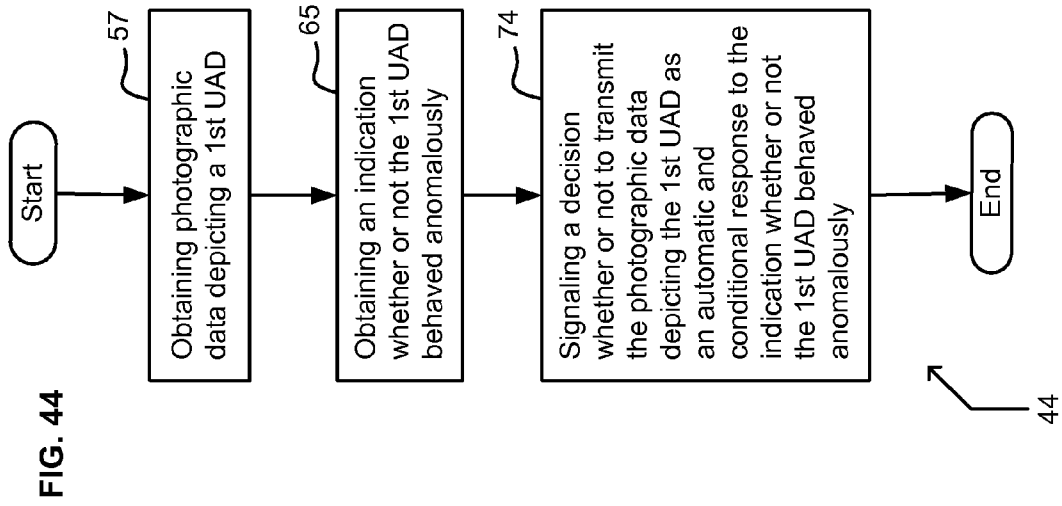 FIG. 44
Start
57
Obtaining photographic
data depicting a 1st UAD
65
Obtaining an indication
whether or not the 1st UAD
behaved anomalously
74
Signaling a decision
whether or not to transmit
the photographic data
depicting the 1st UAD as
an automatic and
conditional response to the
indication whether or not
the 1st UAD behaved
anomalously
End
44